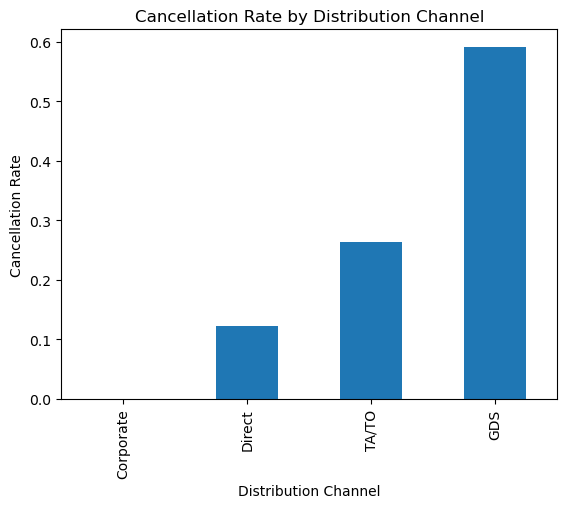 Cancellation Rate by Distribution Channel
Cancellation Rate
0.6
0.5
0.4
0.3
0.2
0.1
0.0
Corporate
Direct
TA/TO
GDS
Distribution Channel